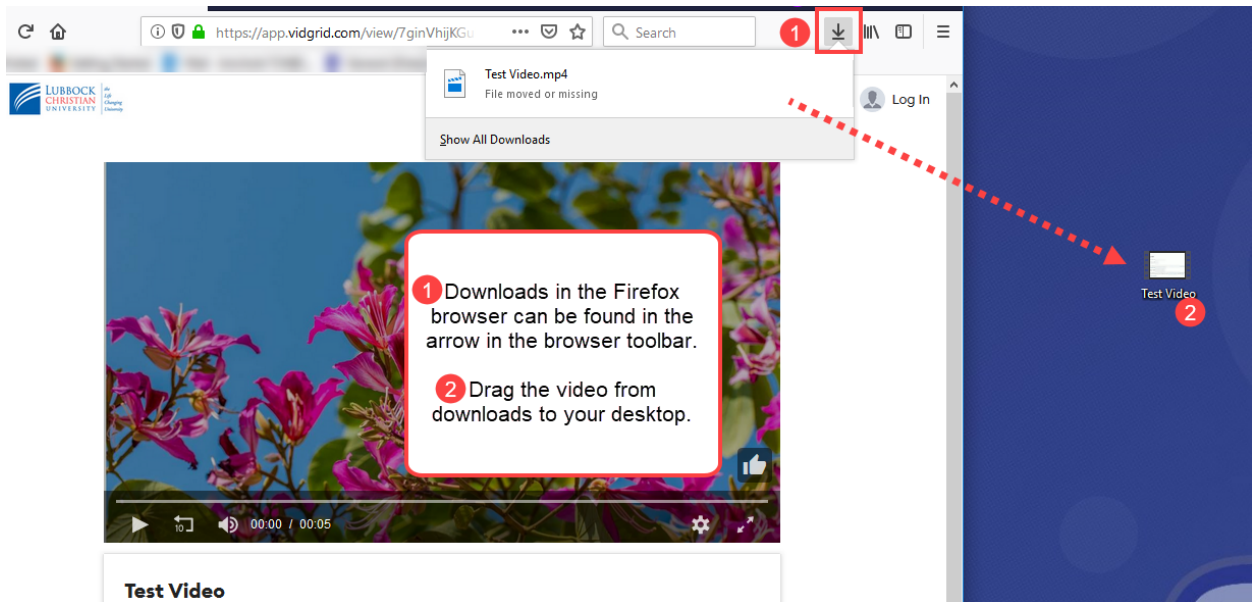 https://app.vidgrid.com/view/7ginVhijKGu
Search
1
LUBBOCK
CHRISTIAN
UNIVERSITY
Test Video.mp4
File moved or missing
Show All Downloads
Log In
1 Downloads in the Firefox
browser can be found in the
arrow in the browser toolbar.
2 Drag the video from
downloads to your desktop.
Test Video
2
10
00:00 / 00:05
Test Video